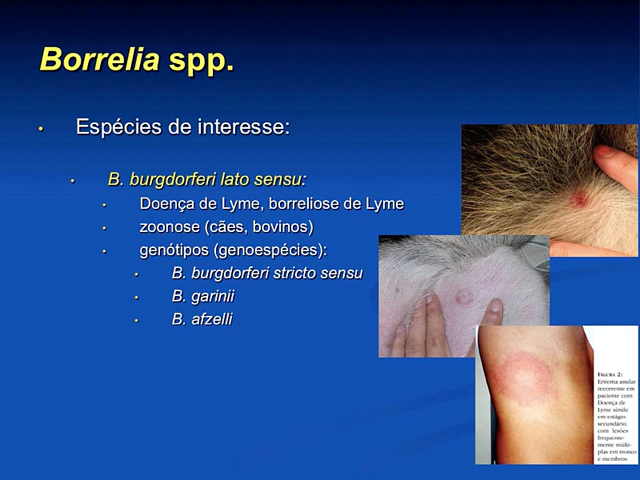 Borrelia spp.
• Espécies de interesse:
• B. burgdorferi lato sensu:
• Doença de Lyme, borreliose de Lyme
• zoonose (cães, bovinos)
• genótipos (genoespécies):
• B. burgdorferi stricto sensu
• B. garinii
• B. afzelli
FIGURA 2:
Eritema anular
recorrente em
paciente com
Doença de
Lyme simile
em estágio
secundário,
com lesões
frequente-
mente múlti-
plas em tronco
e membros.